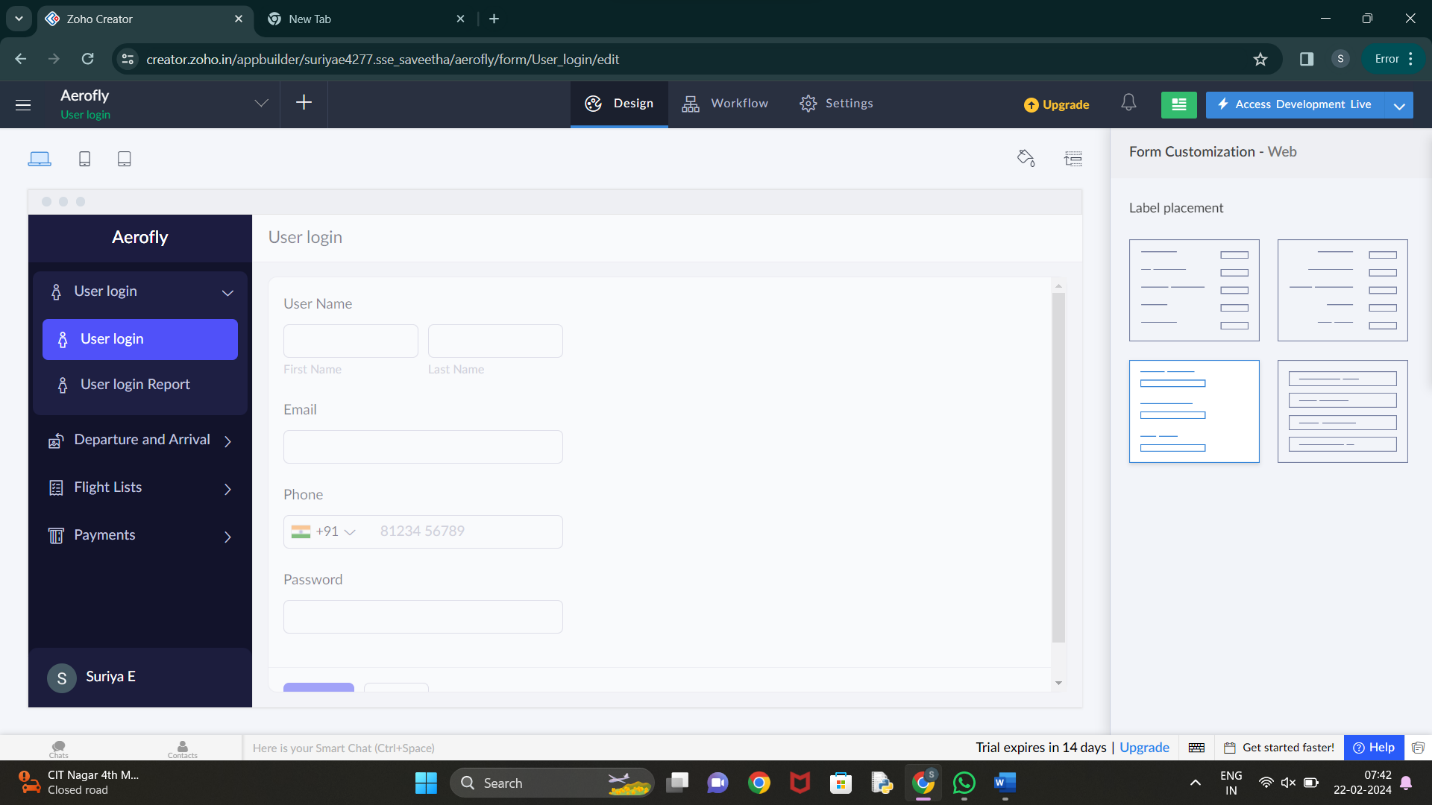 Zoho Creator
New Tab
creator.zoho.in/appbuilder/suriyae4277.sse_saveetha/aerofly/form/User_login/edit
S
Error
Aerofly
User login
Design
Workflow
Settings
Upgrade
Access Development Live
Form Customization - Web
Label placement
Aerofly
User login
User login
User login Report
Departure and Arrival
Flight Lists
Payments
S
Suriya E
User login
User Name
First Name
Last Name
Email
Phone
+91
81234 56789
Password
Chats
Contacts
Here is your Smart Chat (Ctrl+Space)
Trial expires in 14 days | Upgrade
Get started faster!
Help
CIT Nagar 4th M...
Closed road
Search
S
ENG
IN
07:42
22-02-2024